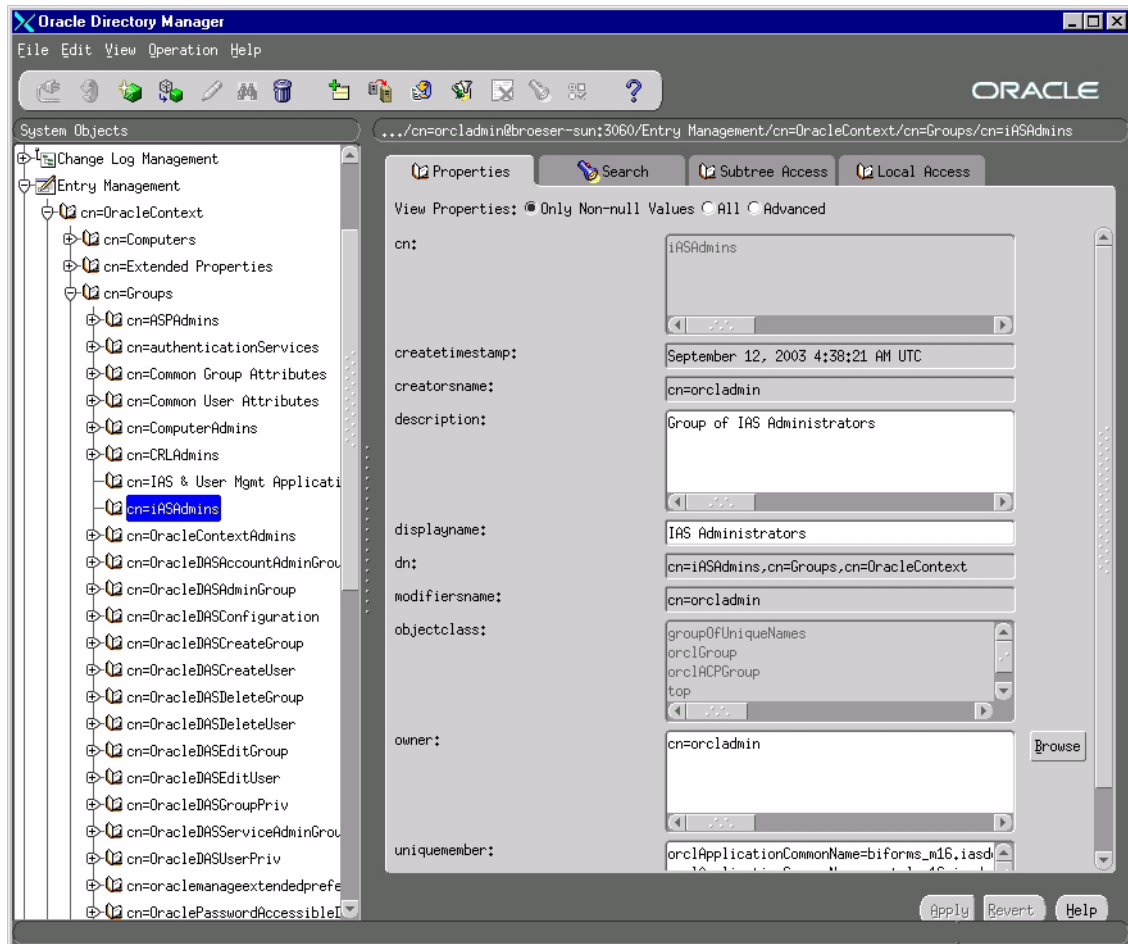 Oracle Directory Manager
File Edit View Operation Help
ORACLE
System Objects
Change Log Management
Entry Management
cn=OracleContext
cn=Computers
cn=Extended Properties
cn=Groups
cn=ASPAdmins
cn=authenticationServices
cn=Common Group Attributes
cn=Common User Attributes
cn=ComputerAdmins
cn=CRLAdmins
cn=IAS & User Mgmt Applicati
cn=iASAdmins
cn=OracleContextAdmins
cn=OracleDASAccountAdminGrou
cn=OracleDASAdminGroup
cn=OracleDASConfiguration
cn=OracleDASCreateGroup
cn=OracleDASCreateUser
cn=OracleDASDeleteGroup
cn=OracleDASDeleteUser
cn=OracleDASEditGroup
cn=OracleDASEditUser
cn=OracleDASGroupPriv
cn=OracleDASServiceAdminGrou
cn=OracleDASUserPriv
cn=oraclemanageextendedprefe
cn=OraclePasswordAccessibleD
.../cn=orcladmin@broeser-sun:3060/Entry Management/cn=OracleContext/cn=Groups/cn=iASAdmins
Properties Search Subtree Access Local Access
View Properties: Only Non-null Values All Advanced
cn: iASAdmins
createtimestamp: September 12, 2003 4:38:21 AM UTC
creatorsname: cn=orcladmin
description: Group of IAS Administrators
displayname: IAS Administrators
dn: cn=iASAdmins,cn=Groups,cn=OracleContext
modifiersname: cn=orcladmin
objectclass: groupOfUniqueNames
orclGroup
orclACPGroup
top
owner: cn=orcladmin
Browse
uniquemember: orclApplicationCommonName=biforms_m16.iasd
Apply Revert Help